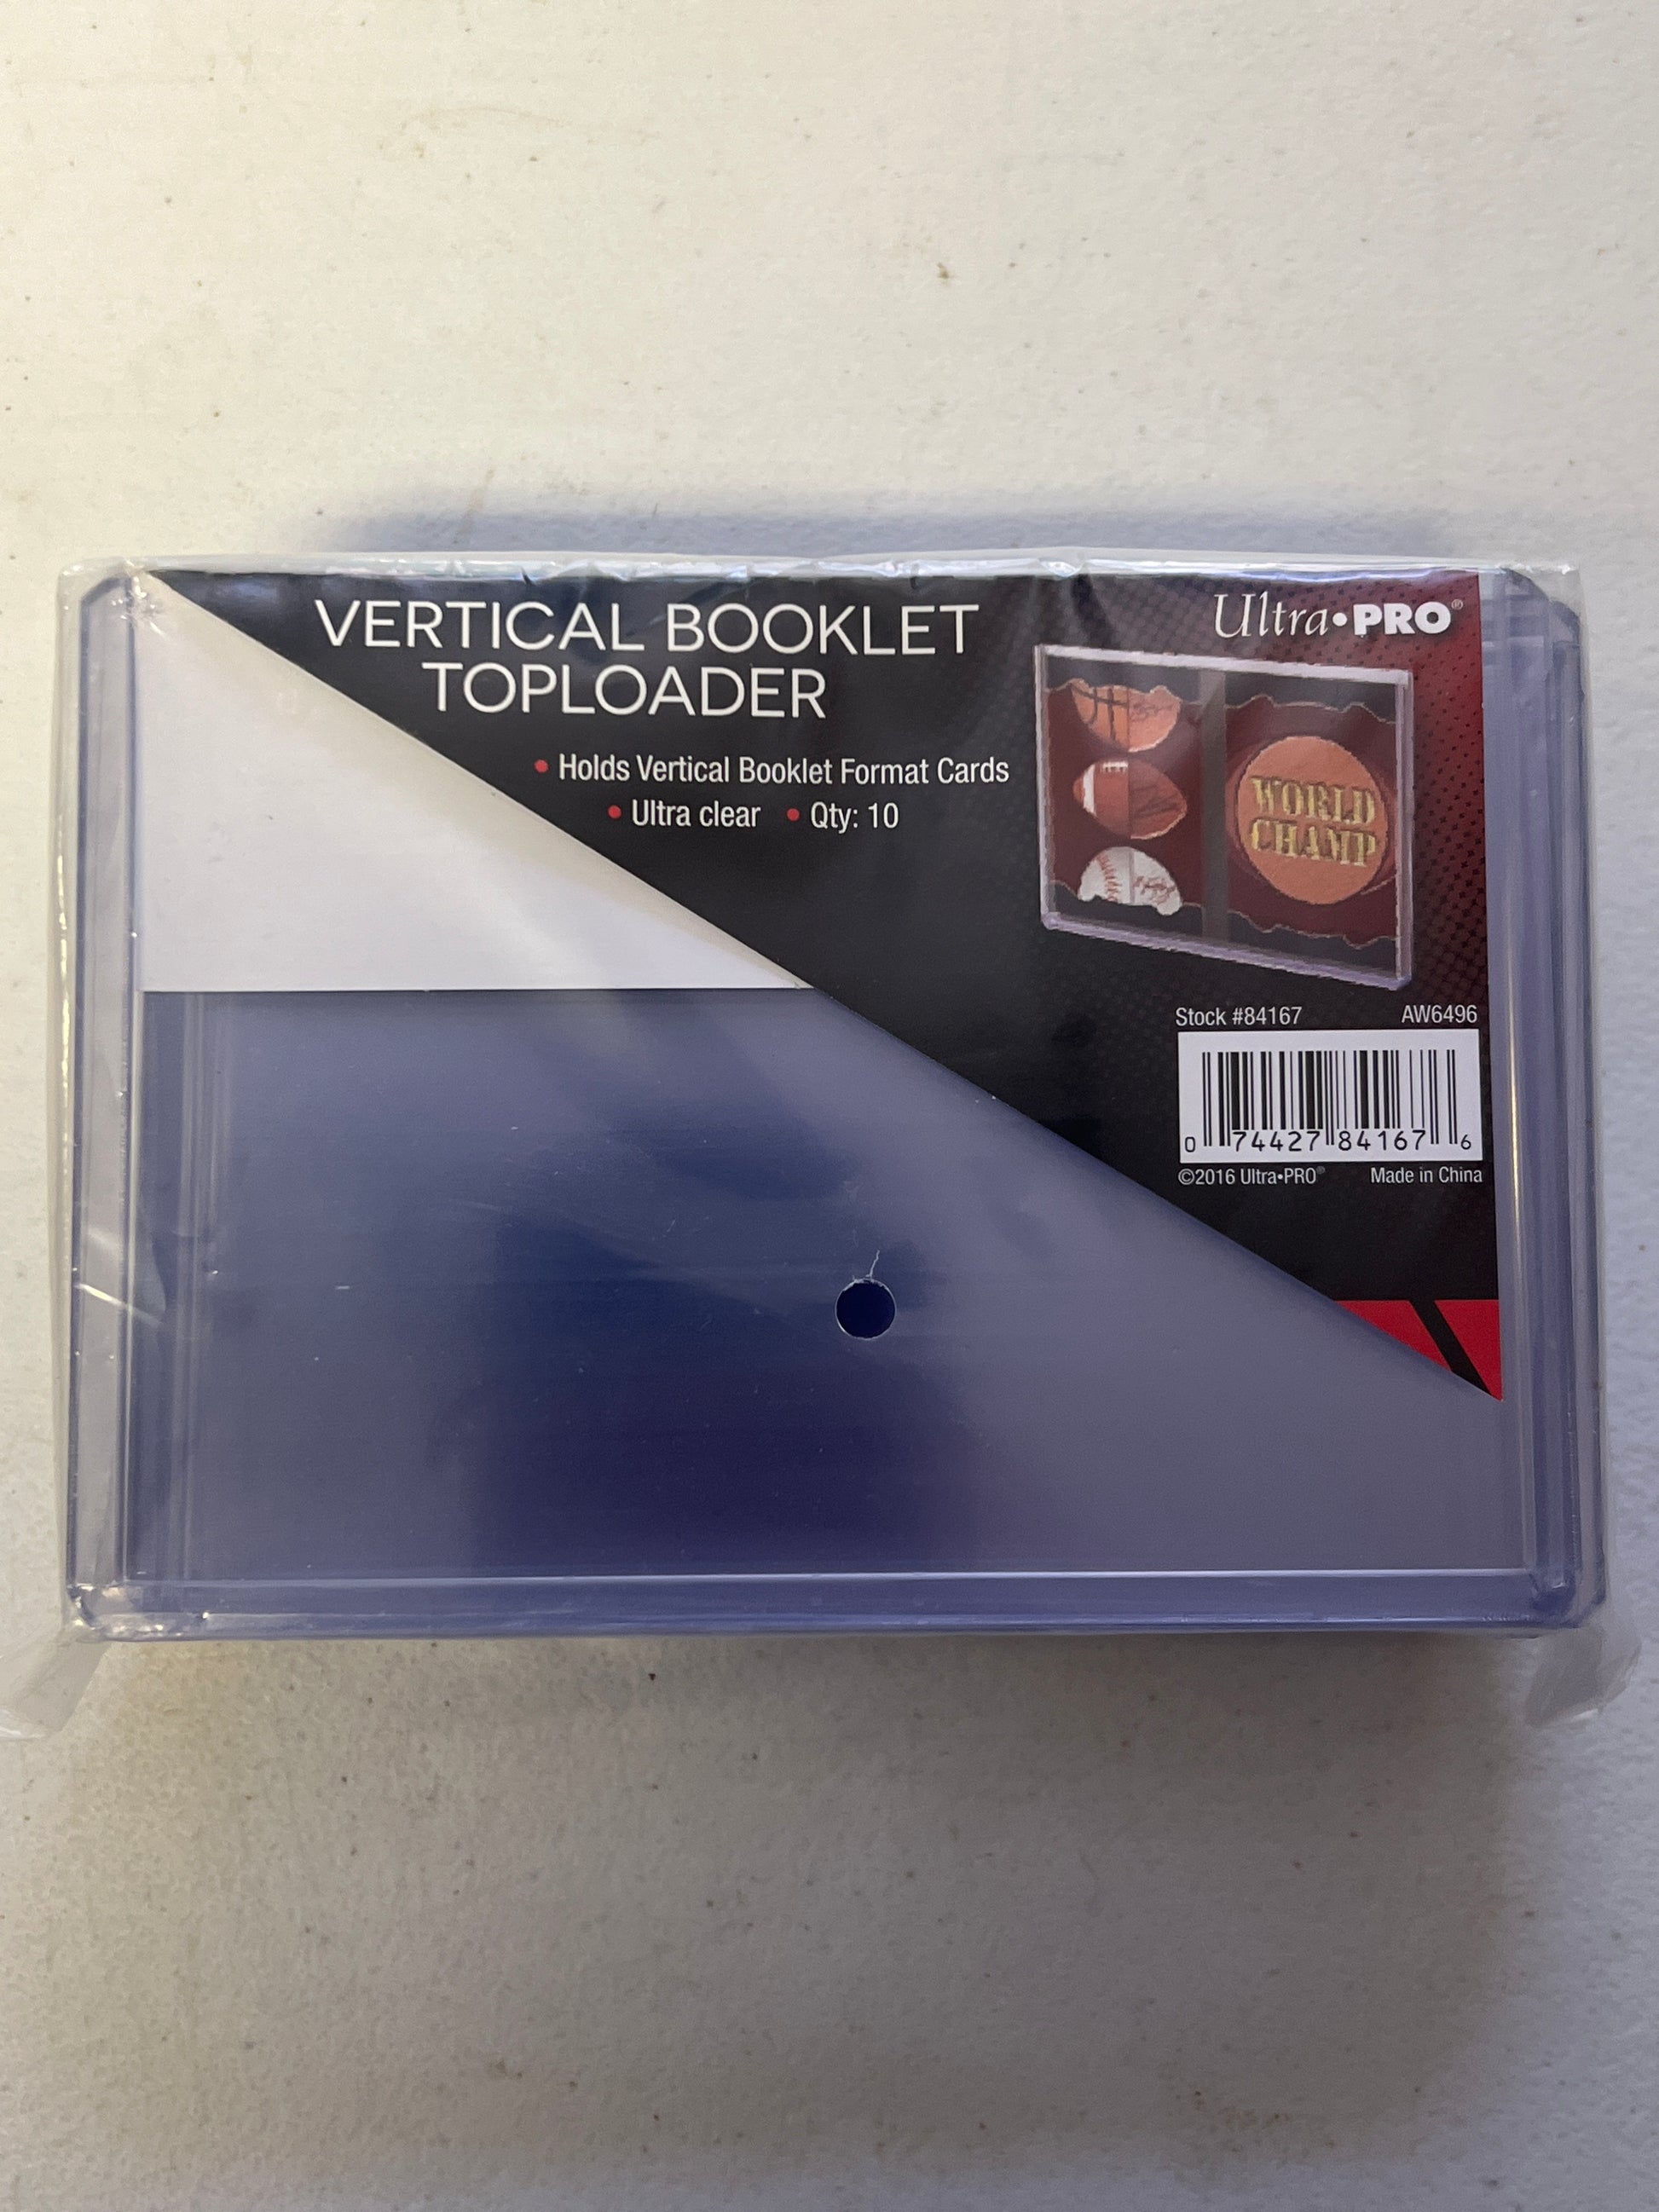 VERTICAL BOOKLET
TOPLOADER
• Holds Vertical Booklet Format Cards
• Ultra clear • Qty: 10
Ultra•PRO®
WORLD
CHAMP
Stock #84167 AW6496
0 74427 84167 6
©2016 Ultra•PRO® Made in China